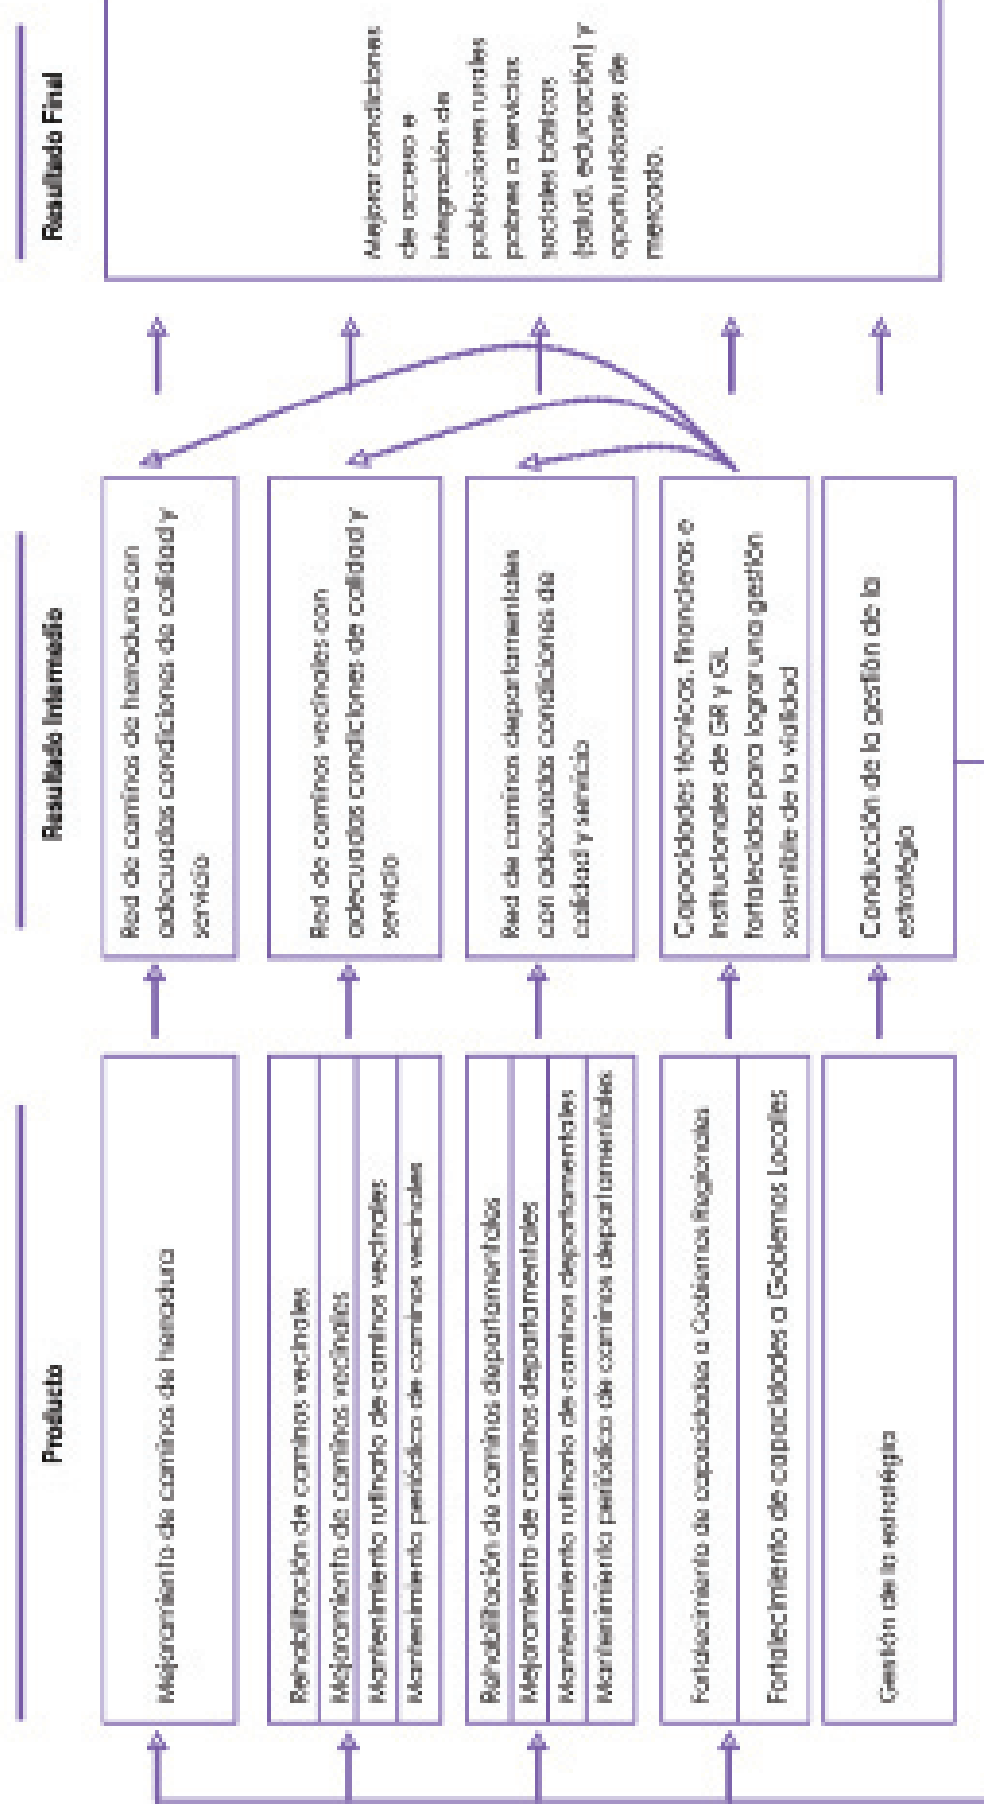 Producto
Resultado Intermedio
Resultado Final
Mejoramiento de caminos de herradura
Red de caminos de herradura con
adecuadas condiciones de calidad y
servicio
Rehabilitación de caminos vecinales
Mejoramiento de caminos vecinales
Mantenimiento rutinario de caminos vecinales
Mantenimiento periódico de caminos vecinales
Red de caminos vecinales con
adecuadas condiciones de calidad y
servicio
Rehabilitación de caminos departamentales
Mejoramiento de caminos departamentales
Mantenimiento rutinario de caminos departamentales
Mantenimiento periódico de caminos departamentales
Red de caminos departamentales
con adecuadas condiciones de
calidad y servicio
Fortalecimiento de capacidades a Gobiernos Regionales
Fortalecimiento de capacidades a Gobiernos Locales
Capacidades técnicas, financieras e
institucionales de GR y GL
fortalecidas para lograr una gestión
sostenible de la vialidad
Gestión de la estratégia
Conducción de la gestión de la
estratégia
Mejorar condiciones
de acceso e
integración de
poblaciones rurales
pobres a servicios
sociales básicos
(salud, educación) y
oportunidades de
mercado.